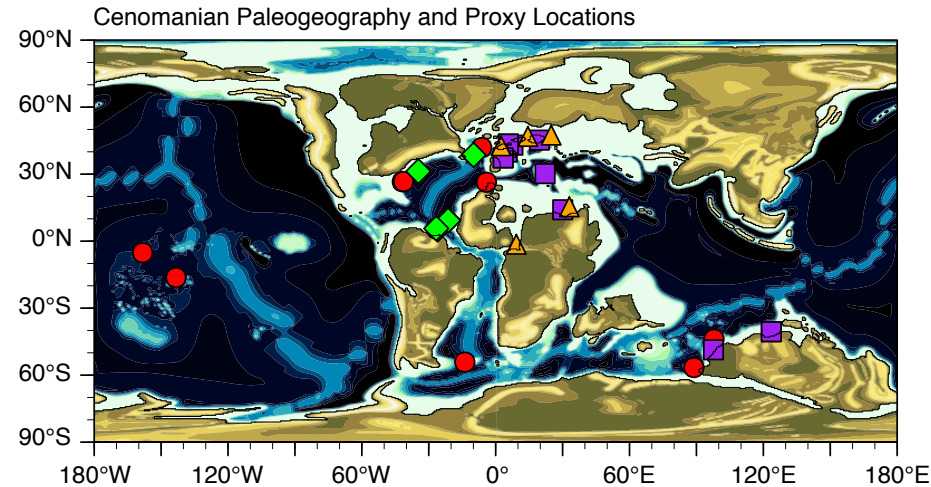 Cenomanian Paleogeography and Proxy Locations
90°N
60°N
30°N
0°N
30°S
60°S
90°S
180°W 120°W 60°W 0° 60°E 120°E 180°E